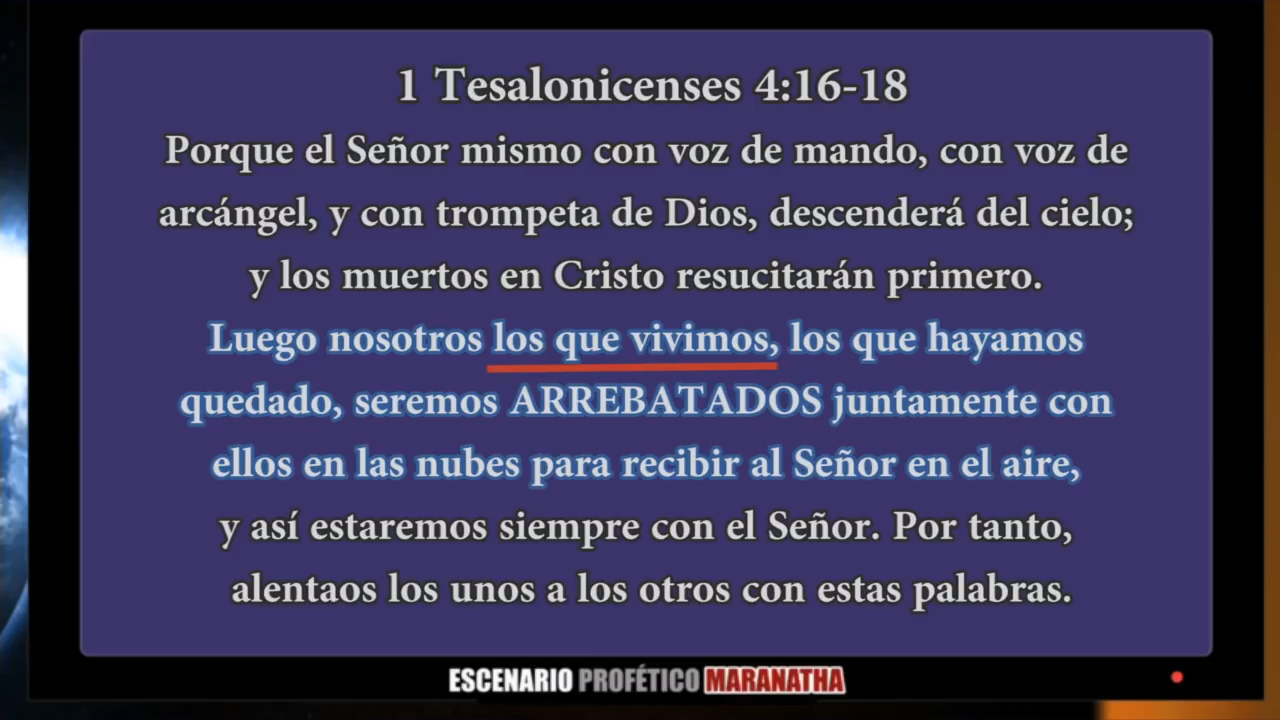 1 Tesalonicenses 4:16-18
Porque el Señor mismo con voz de mando, con voz de
arcángel, y con trompeta de Dios, descenderá del cielo;
y los muertos en Cristo resucitarán primero.
Luego nosotros los que vivimos, los que hayamos
quedado, seremos ARREBATADOS juntamente con
ellos en las nubes para recibir al Señor en el aire,
y así estaremos siempre con el Señor. Por tanto,
alentaos los unos a los otros con estas palabras.
ESCENARIO PROFÉTICO MARANATHA